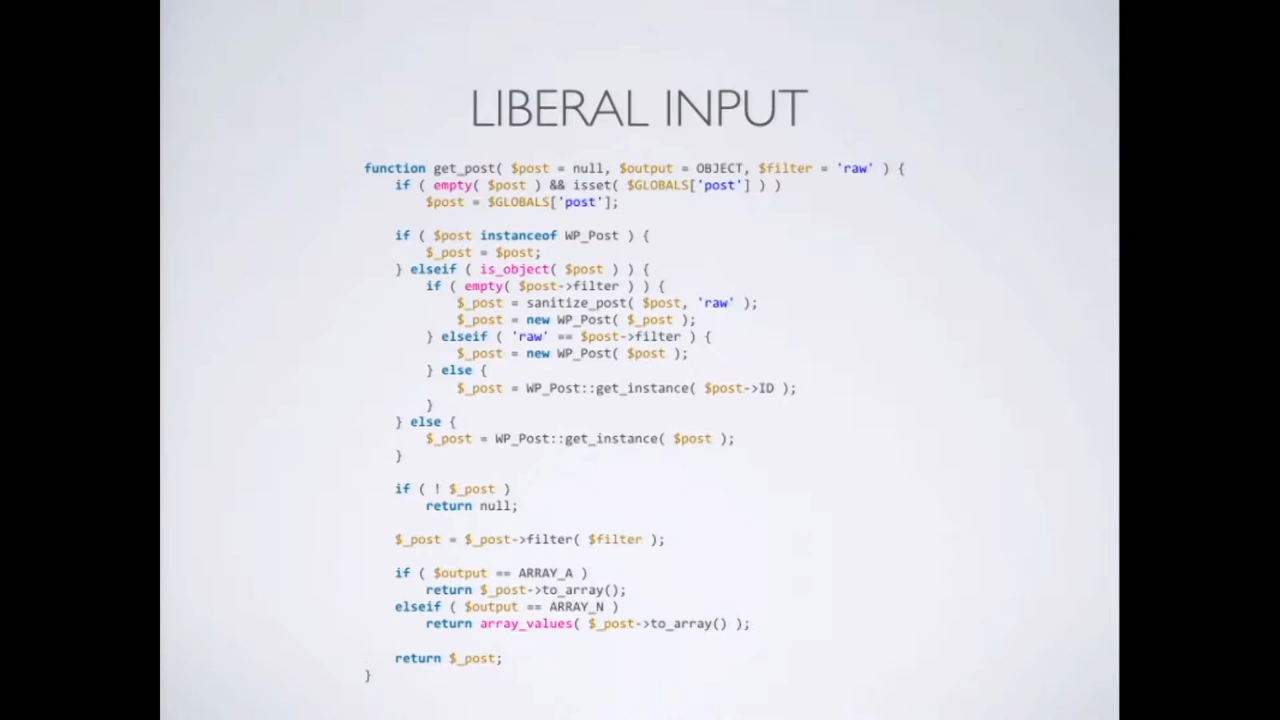 LIBERAL INPUT
function get_post( $post = null, $output = OBJECT, $filter = 'raw' ) {
if ( empty( $post ) && isset( $GLOBALS['post'] ) )
$post = $GLOBALS['post'];
if ( $post instanceof WP_Post ) {
$_post = $post;
} elseif ( is_object( $post ) ) {
if ( empty( $post->filter ) ) {
$_post = sanitize_post( $post, 'raw' );
$_post = new WP_Post( $_post );
} elseif ( 'raw' == $post->filter ) {
$_post = new WP_Post( $post );
} else {
$_post = WP_Post::get_instance( $post->ID );
}
} else {
$_post = WP_Post::get_instance( $post );
}
if ( ! $_post )
return null;
$_post = $_post->filter( $filter );
if ( $output == ARRAY_A )
return $_post->to_array();
elseif ( $output == ARRAY_N )
return array_values( $_post->to_array() );
return $_post;
}